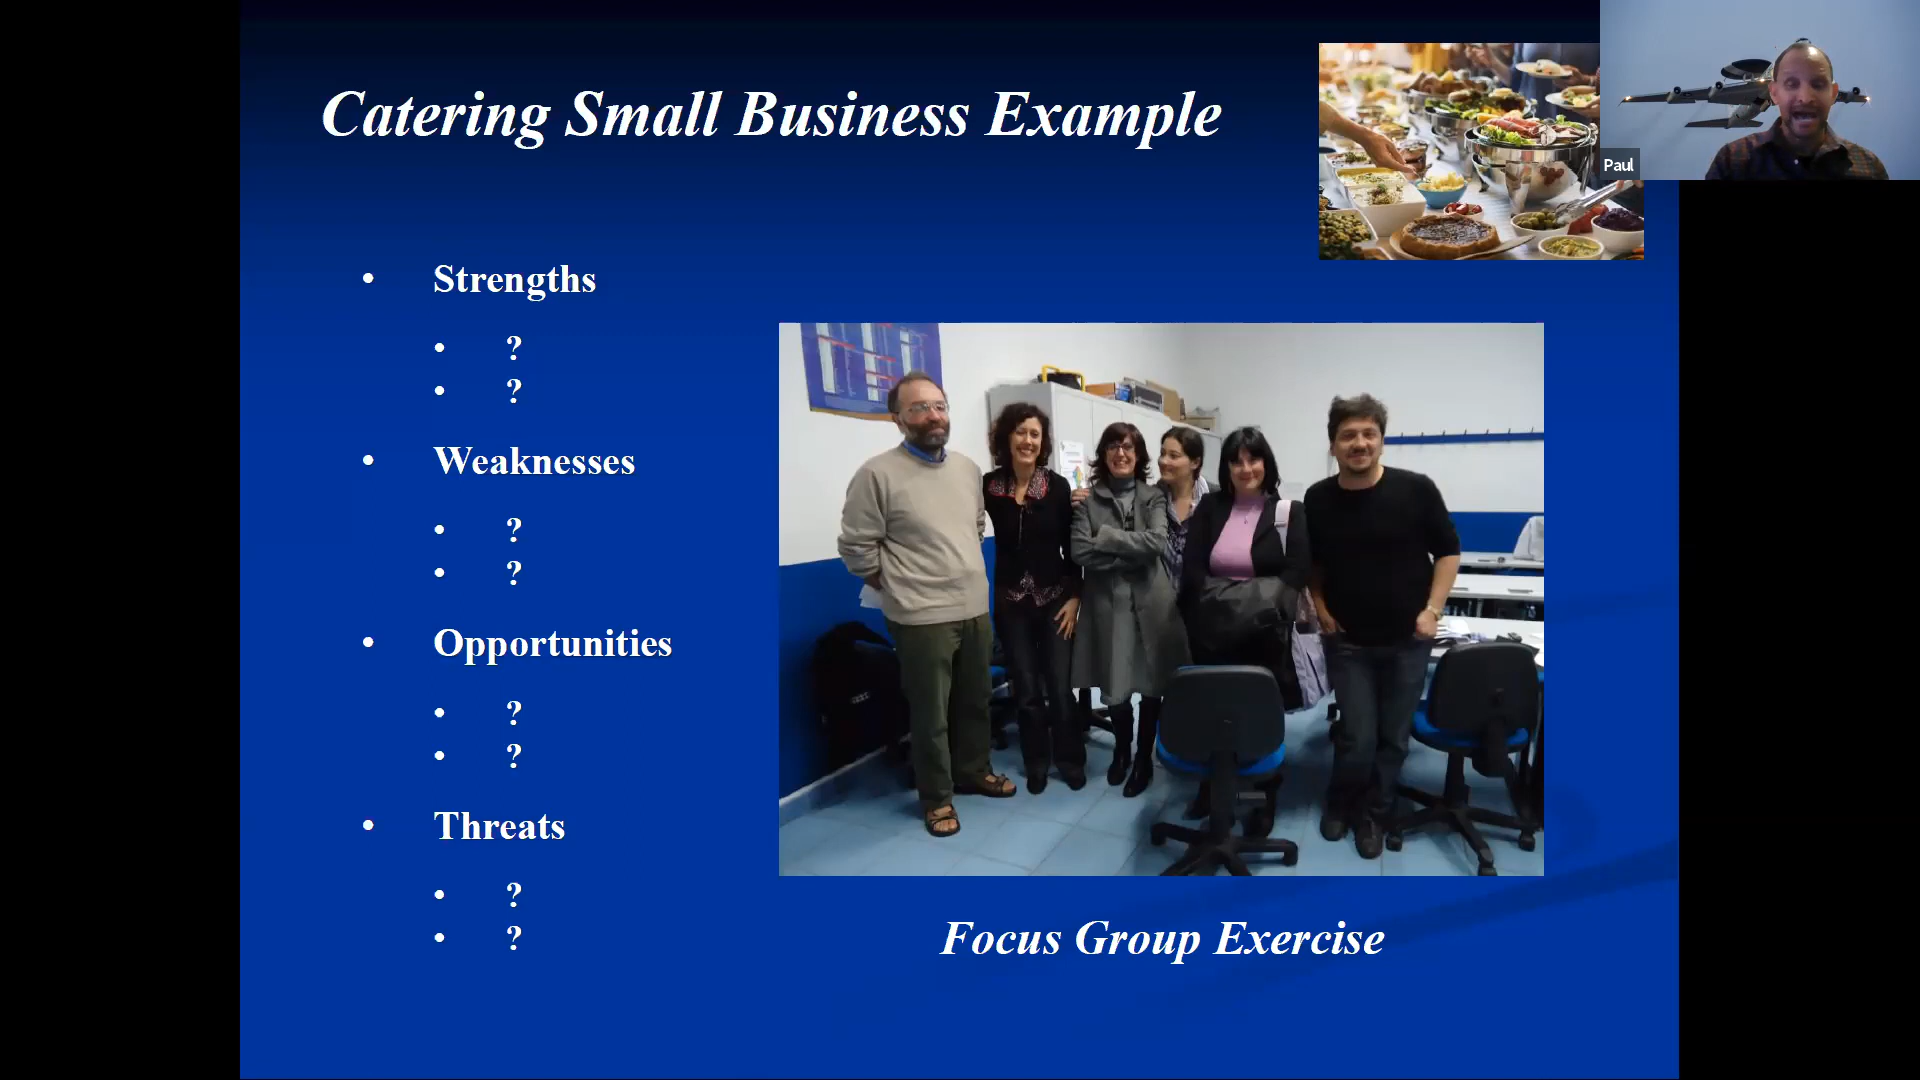 Catering Small Business Example
Paul
• Strengths
• ?
• ?
• Weaknesses
• ?
• ?
• Opportunities
• ?
• ?
• Threats
• ?
• ?
Focus Group Exercise